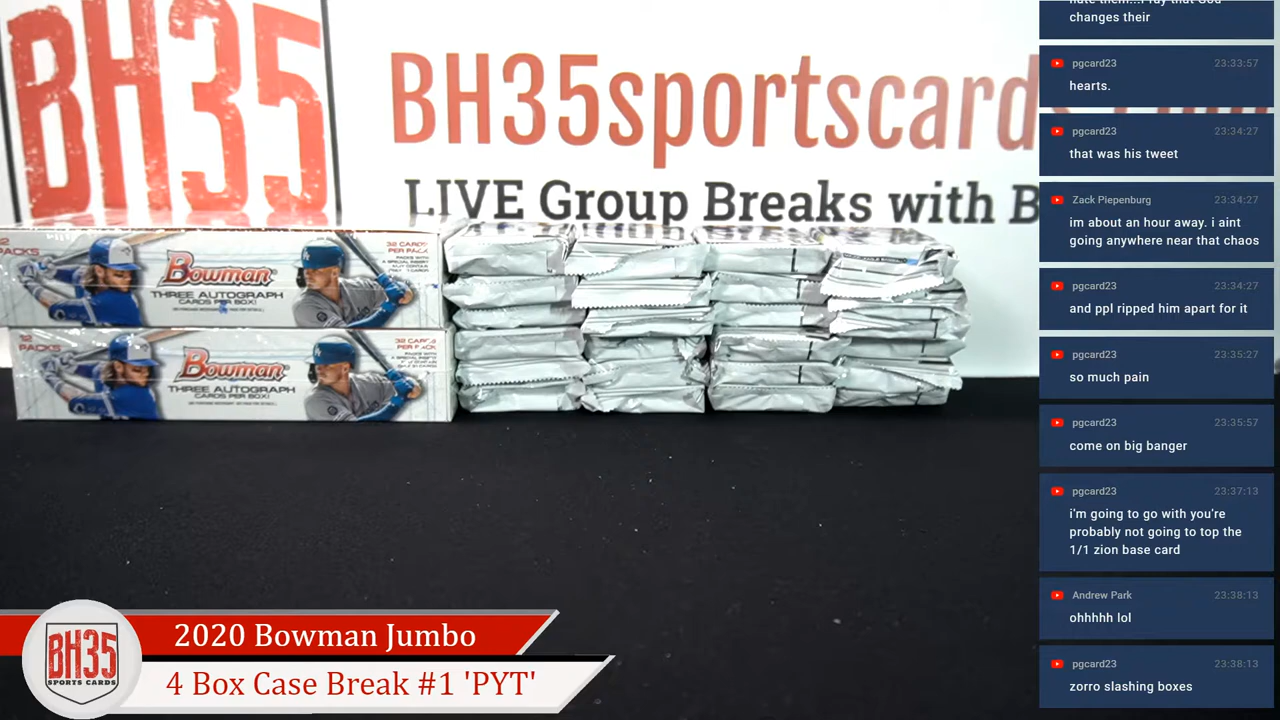 BH35
BH35sportscard
LIVE Group Breaks with B
PACKS
Bowman
THREE AUTOGRAPH
CARDS PER BOX!
32 CARDS
PER PACK
12
PACKS
Bowman
THREE AUTOGRAPH
CARDS PER BOX!
32 CARDS
PER PACK
BH35
SPORTS CARDS
2020 Bowman Jumbo
4 Box Case Break #1 'PYT'
changes their
pgcard23 23:33:57
hearts.
pgcard23 23:34:27
that was his tweet
Zack Piepenburg 23:34:27
im about an hour away. i aint
going anywhere near that chaos
pgcard23 23:34:27
and ppl ripped him apart for it
pgcard23 23:35:27
so much pain
pgcard23 23:35:57
come on big banger
pgcard23 23:37:13
i'm going to go with you're
probably not going to top the
1/1 zion base card
Andrew Park 23:38:13
ohhhhh lol
pgcard23 23:38:13
zorro slashing boxes